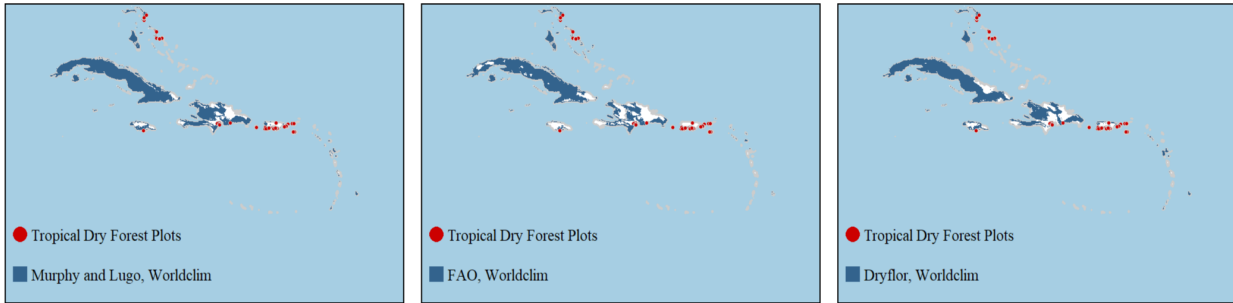 Tropical Dry Forest Plots
Murphy and Lugo, Worldclim
Tropical Dry Forest Plots
FAO, Worldclim
Tropical Dry Forest Plots
Dryflor, Worldclim